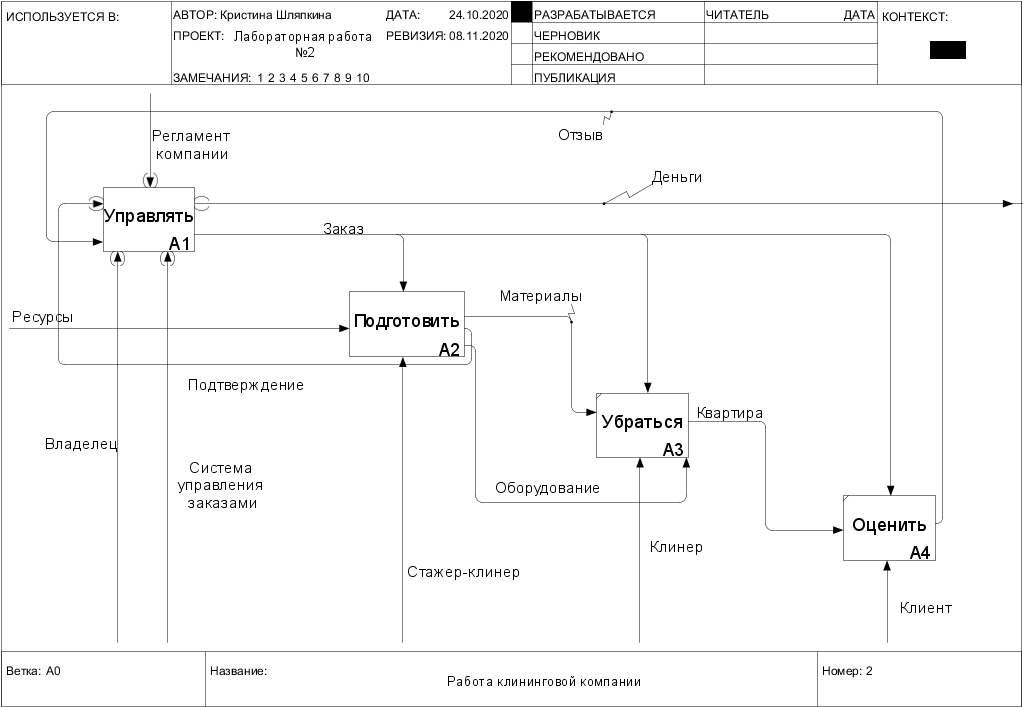 ИСПОЛЬЗУЕТСЯ В:
АВТОР: Кристина Шляпкина
ДАТА: 24.10.2020
ПРОЕКТ: Лабораторная работа
№2
РЕВИЗИЯ: 08.11.2020
ЗАМЕЧАНИЯ: 1 2 3 4 5 6 7 8 9 10
РАЗРАБАТЫВАЕТСЯ
ЧЕРНОВИК
РЕКОМЕНДОВАНО
ПУБЛИКАЦИЯ
ЧИТАТЕЛЬ
ДАТА
КОНТЕКСТ:
Регламент
компании
Отзыв
Деньги
Управлять
A1
Заказ
Материалы
Ресурсы
Подготовить
A2
Подтверждение
Квартира
Убраться
A3
Владелец
Система
управления
заказами
Оборудование
Оценить
A4
Клинер
Стажер-клинер
Клиент
Ветка: A0
Название:
Работа клининговой компании
Номер: 2